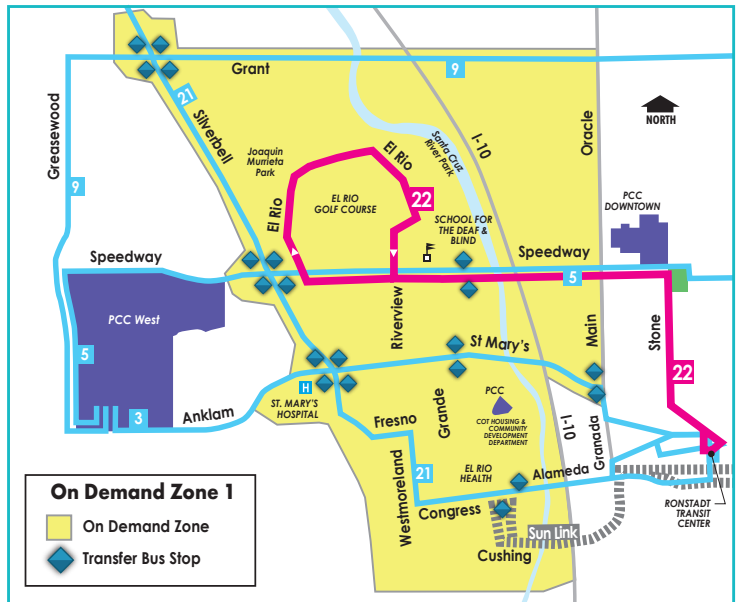 Grant
9
Greasewood
21
Silverbell
Oracle
NORTH
I-10
Santa Cruz
River Park
Joaquin
Murrieta
Park
El Rio
EL RIO
GOLF COURSE
El Rio
22
9
PCC
DOWNTOWN
SCHOOL FOR
THE DEAF &
BLIND
Speedway
Speedway
5
PCC West
Riverview
Main
Stone
St Mary's
5
22
H
ST. MARY'S
HOSPITAL
3
Anklam
Fresno
Grande
PCC
COT HOUSING &
COMMUNITY
DEVELOPMENT
DEPARTMENT
I-10
Granada
21
EL RIO
HEALTH
Alameda
Westmoreland
Congress
RONSTADT
TRANSIT
CENTER
Sun Link
Cushing
On Demand Zone 1
On Demand Zone
Transfer Bus Stop